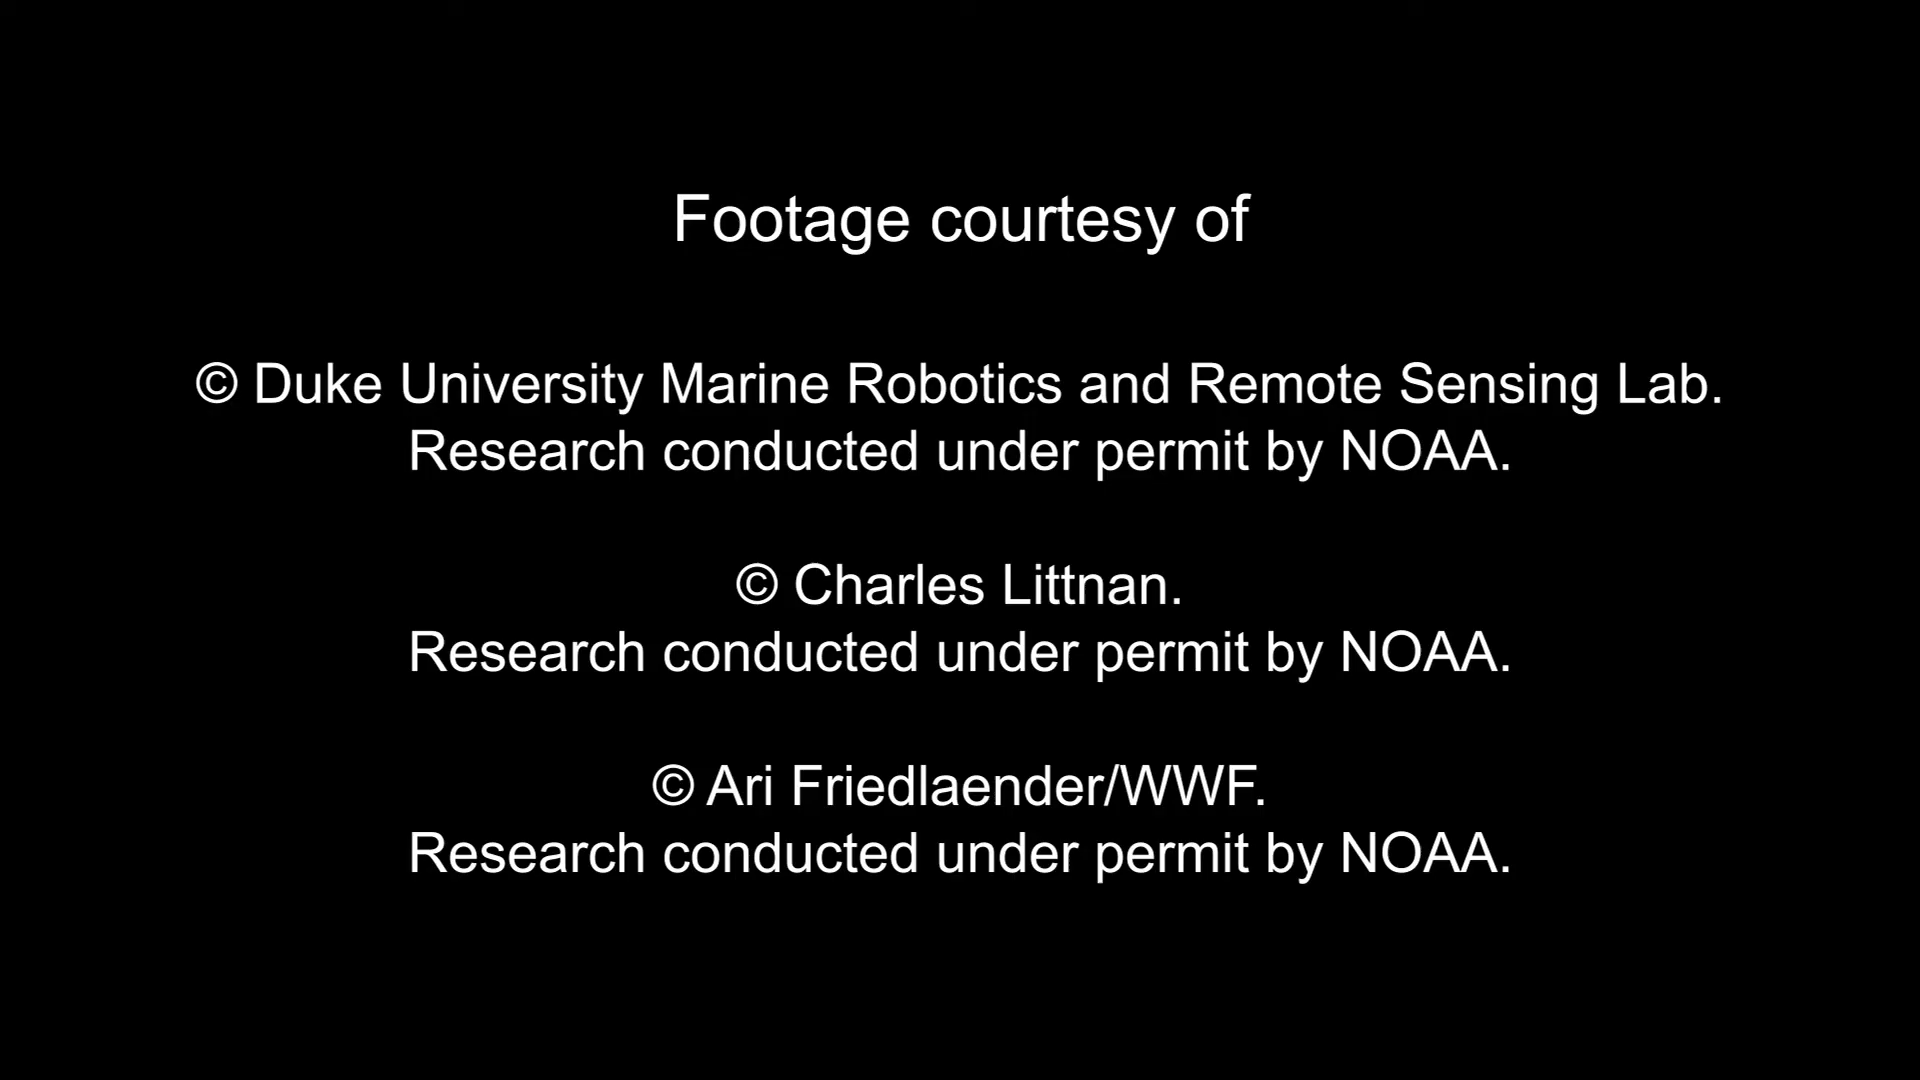 Footage courtesy of
© Duke University Marine Robotics and Remote Sensing Lab.
Research conducted under permit by NOAA.
© Charles Littnan.
Research conducted under permit by NOAA.
© Ari Friedlaender/WWF.
Research conducted under permit by NOAA.